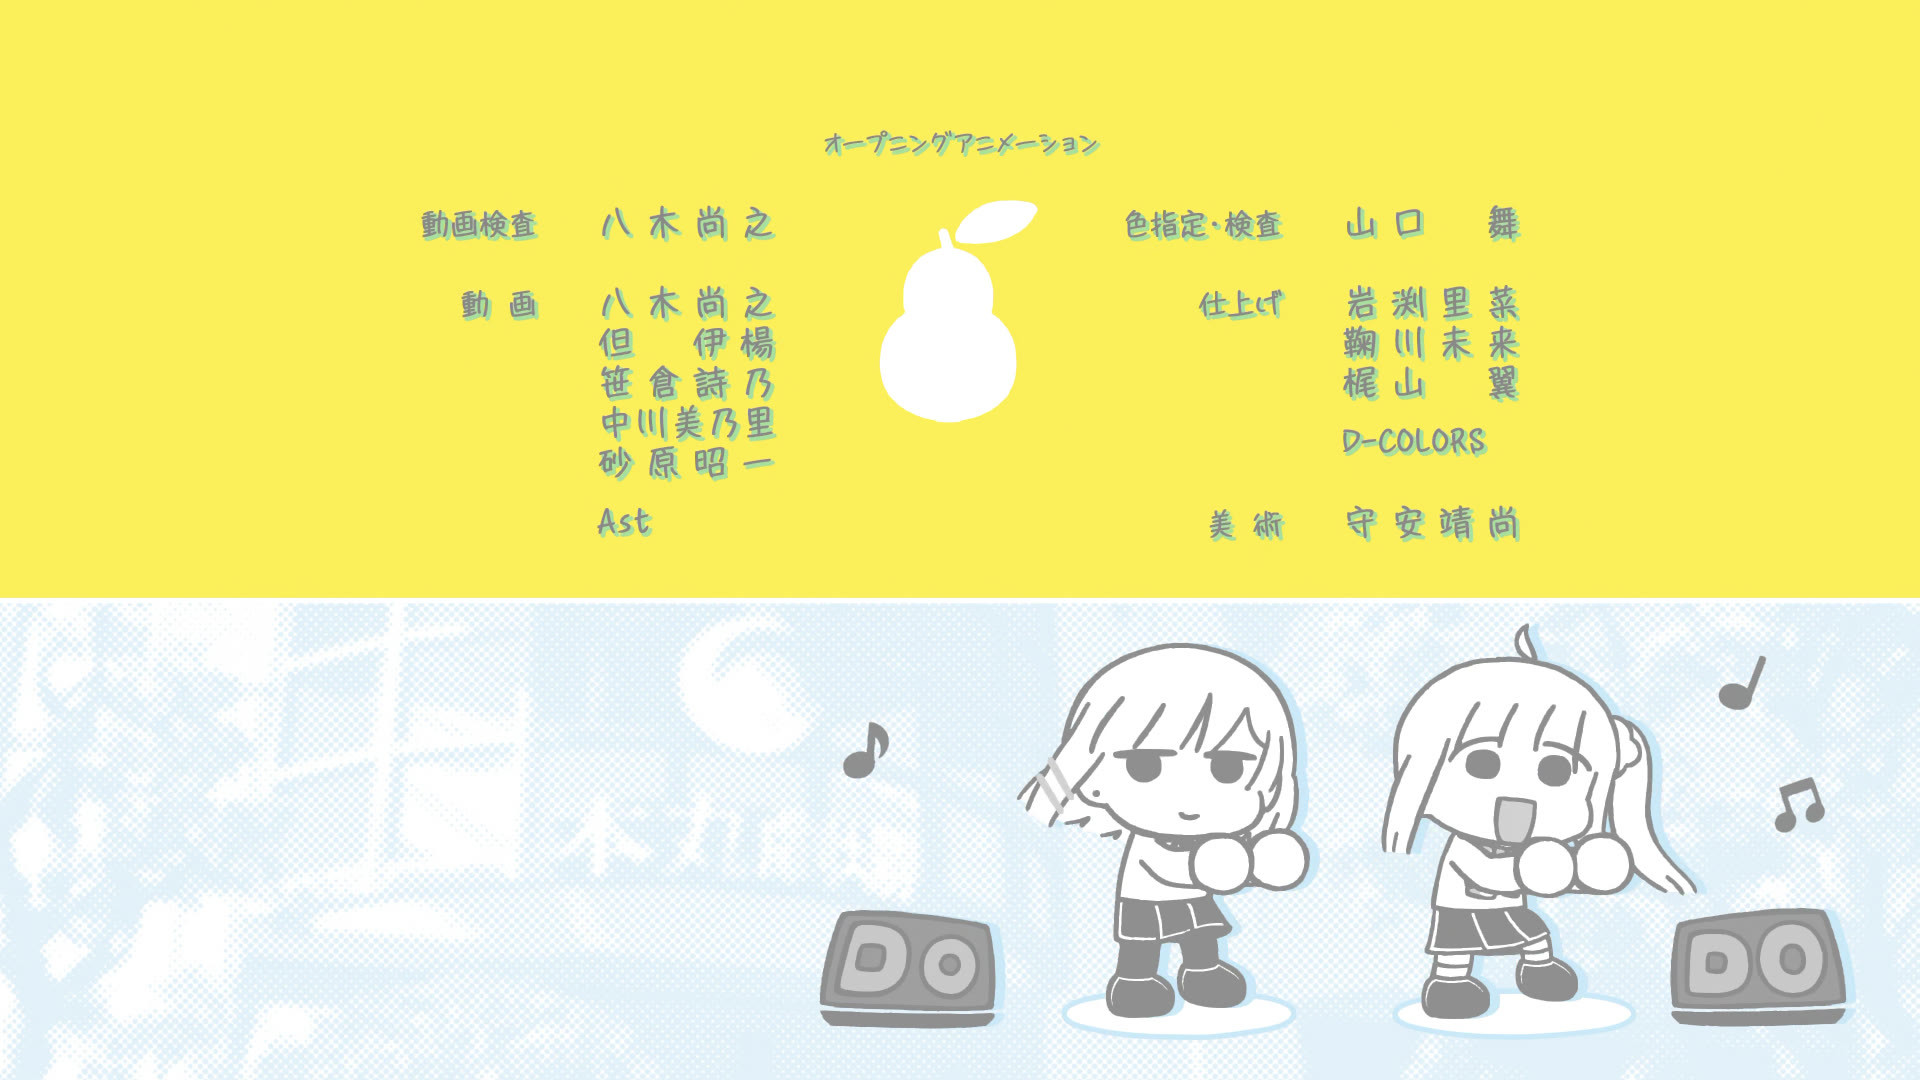 オープニングアニメーション
動画検査 八木尚之
動画 八木尚之
但 伊楊
笹倉詩乃
中川美乃里
砂原昭一
Ast
色指定・検査 山口 舞
仕上げ 岩渕里菜
鞠川未来
梶山 翼
D-COLORS
美術 守安靖尚
DO
DO